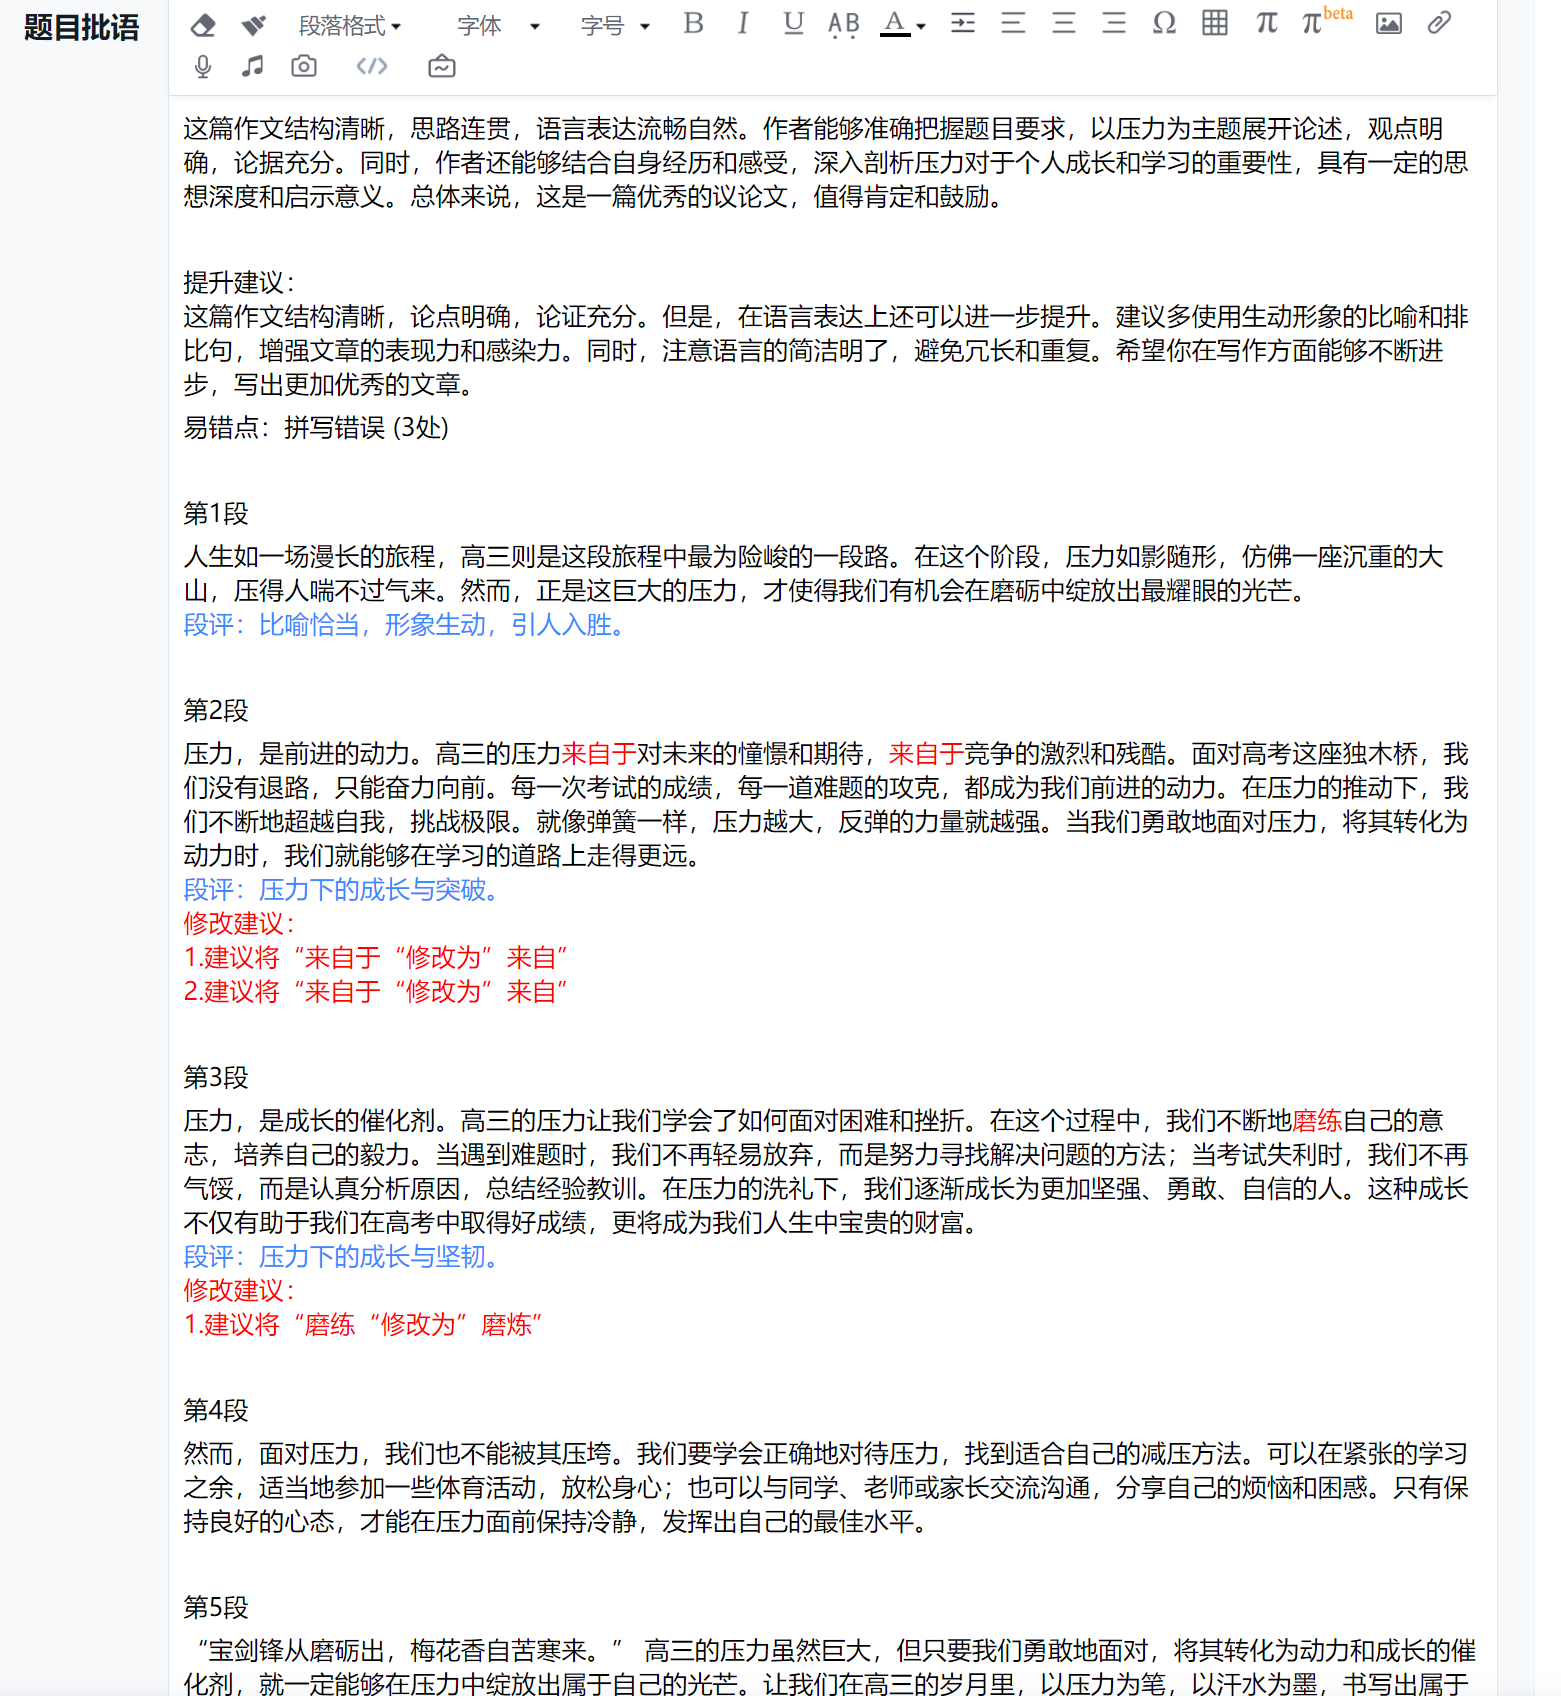 题目批语
段落格式 字体 字号 B I U AB A Ω π π beta
这篇作文结构清晰，思路连贯，语言表达流畅自然。作者能够准确把握题目要求，以压力为主题展开论述，观点明
确，论据充分。同时，作者还能够结合自身经历和感受，深入剖析压力对于个人成长和学习的重要性，具有一定的思
想深度和启示意义。总体来说，这是一篇优秀的议论文，值得肯定和鼓励。
提升建议：
这篇作文结构清晰，论点明确，论证充分。但是，在语言表达上还可以进一步提升。建议多使用生动形象的比喻和排
比句，增强文章的表现力和感染力。同时，注意语言的简洁明了，避免冗长和重复。希望你在写作方面能够不断进
步，写出更加优秀的文章。
易错点：拼写错误 (3处)
第1段
人生如一场漫长的旅程，高三则是这段旅程中最为险峻的一段路。在这个阶段，压力如影随形，仿佛一座沉重的大
山，压得人喘不过气来。然而，正是这巨大的压力，才使得我们有机会在磨砺中绽放出最耀眼的光芒。
段评：比喻恰当，形象生动，引人入胜。
第2段
压力，是前进的动力。高三的压力来自于对未来的憧憬和期待，来自于竞争的激烈和残酷。面对高考这座独木桥，我
们没有退路，只能奋力向前。每一次考试的成绩，每一道难题的攻克，都成为我们前进的动力。在压力的推动下，我
们不断地超越自我，挑战极限。就像弹簧一样，压力越大，反弹的力量就越强。当我们勇敢地面对压力，将其转化为
动力时，我们就能够在学习的道路上走得更远。
段评：压力下的成长与突破。
修改建议：
1.建议将“来自于“修改为”来自”
2.建议将“来自于“修改为”来自”
第3段
压力，是成长的催化剂。高三的压力让我们学会了如何面对困难和挫折。在这个过程中，我们不断地磨练自己的意
志，培养自己的毅力。当遇到难题时，我们不再轻易放弃，而是努力寻找解决问题的方法；当考试失利时，我们不再
气馁，而是认真分析原因，总结经验教训。在压力的洗礼下，我们逐渐成长为更加坚强、勇敢、自信的人。这种成长
不仅有助于我们在高考中取得好成绩，更将成为我们人生中宝贵的财富。
段评：压力下的成长与坚韧。
修改建议：
1.建议将“磨练“修改为”磨炼”
第4段
然而，面对压力，我们也不能被其压垮。我们要学会正确地对待压力，找到适合自己的减压方法。可以在紧张的学习
之余，适当地参加一些体育活动，放松身心；也可以与同学、老师或家长交流沟通，分享自己的烦恼和困惑。只有保
持良好的心态，才能在压力面前保持冷静，发挥出自己的最佳水平。
第5段
“宝剑锋从磨砺出，梅花香自苦寒来。” 高三的压力虽然巨大，但只要我们勇敢地面对，将其转化为动力和成长的催
化剂，就一定能够在压力中绽放出属于自己的光芒。让我们在高三的岁月里，以压力为笔，以汗水为墨，书写出属于